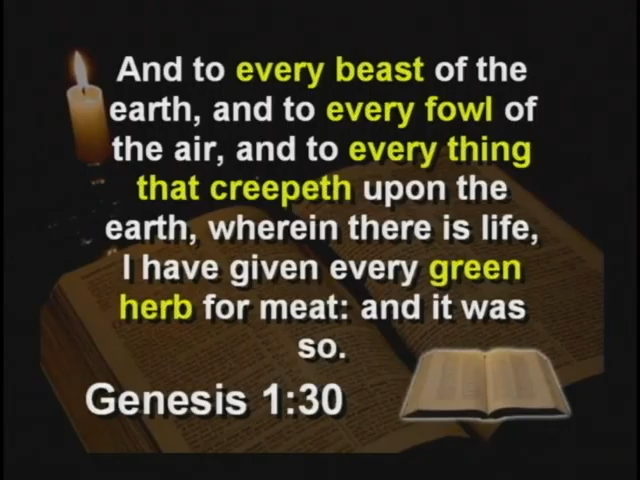 And to every beast of the
earth, and to every fowl of
the air, and to every thing
that creepeth upon the
earth, wherein there is life,
I have given every green
herb for meat: and it was
so.
Genesis 1:30